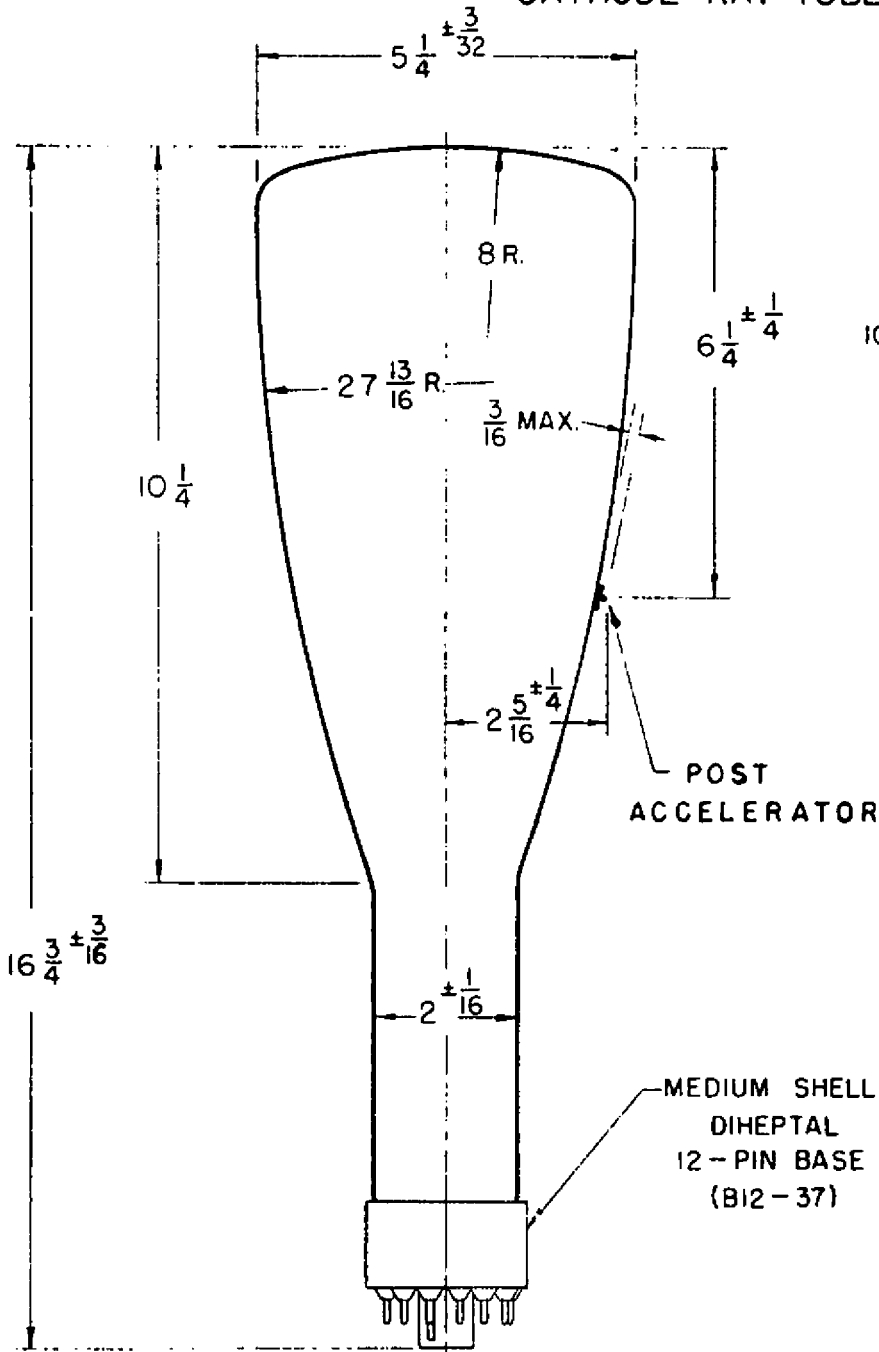 5 1/4 ± 3/32
8 R.
6 1/4 ± 1/4
27 13/16 R.
3/16 MAX.
10 1/4
2 5/16 ± 1/4
POST
ACCELERATOR
16 3/4 ± 3/16
2 ± 1/16
MEDIUM SHELL
DIHEPTAL
12-PIN BASE
(B12-37)